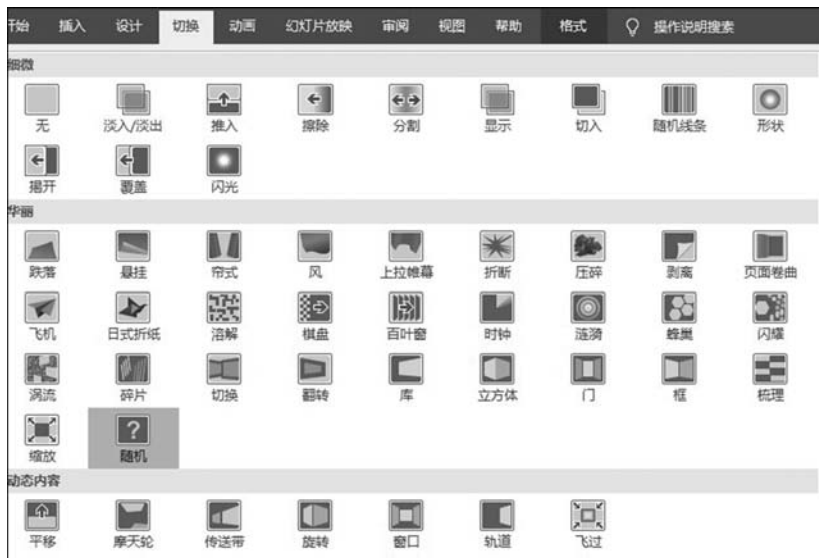 开始 插入 设计 切换 动画 幻灯片放映 审阅 视图 帮助 格式 操作说明搜索
细微
无 淡入/淡出 推入 擦除 分割 显示 切入 随机线条 形状
揭开 覆盖 闪光
华丽
跌落 悬挂 帘式 风 上拉帷幕 折断 压碎 剥离 页面卷曲
飞机 日式折纸 溶解 棋盘 百叶窗 时钟 涟漪 蜂巢 闪耀
涡流 碎片 切换 翻转 库 立方体 门 框 梳理
缩放 ? 随机
动态内容
平移 摩天轮 传送带 旋转 窗口 轨道 飞过